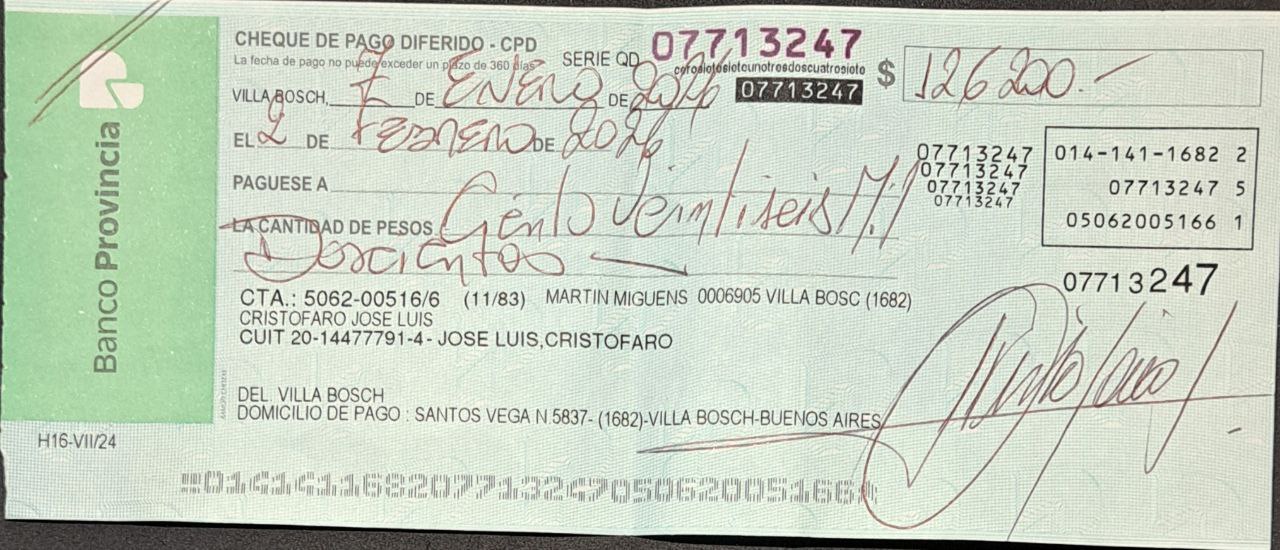 Banco Provincia
CHEQUE DE PAGO DIFERIDO - CPD
La fecha de pago no puede exceder un plazo de 360 días
SERIE QD 07713247
cerosietesieteunotresdoscuatrosiete
07713247
$ 126200.-
VILLA BOSCH, 7 DE ENERO DE 2026
EL 2 DE FEBRERO DE 2026
PAGUESE A
LA CANTIDAD DE PESOS Ciento Veintiseis Mil
Doscientos
07713247
07713247
07713247
07713247
014-141-1682 2
07713247 5
05062005166 1
07713247
CTA.: 5062-00516/6 (11/83) MARTIN MIGUENS 0006905 VILLA BOSC (1682)
CRISTOFARO JOSE LUIS
CUIT 20-14477791-4- JOSE LUIS,CRISTOFARO
DEL VILLA BOSCH
DOMICILIO DE PAGO : SANTOS VEGA N 5837- (1682)-VILLA BOSCH-BUENOS AIRES
H16-VII/24
01414116820771324705062005166